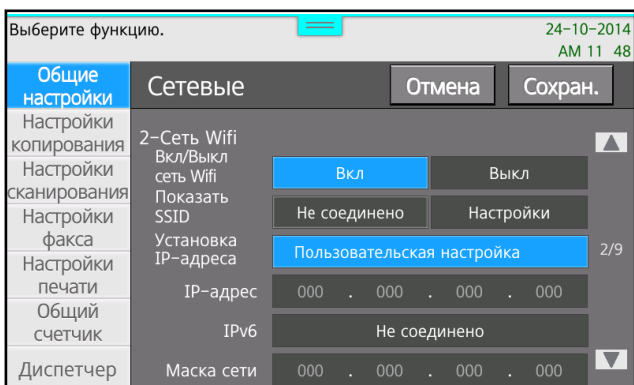 Выберите функцию.
24-10-2014
AM 11 48
Общие
настройки
Настройки
копирования
Настройки
сканирования
Настройки
факса
Настройки
печати
Общий
счетчик
Диспетчер
Сетевые
Отмена
Сохран.
2-Сеть Wifi
Вкл/Выкл
сеть Wifi
Вкл
Выкл
Показать
SSID
Не соединено
Настройки
Установка
IP-адреса
Пользовательская настройка
2/9
IP-адрес
000 . 000 . 000 . 000
IPv6
Не соединено
Маска сети
000 . 000 . 000 . 000